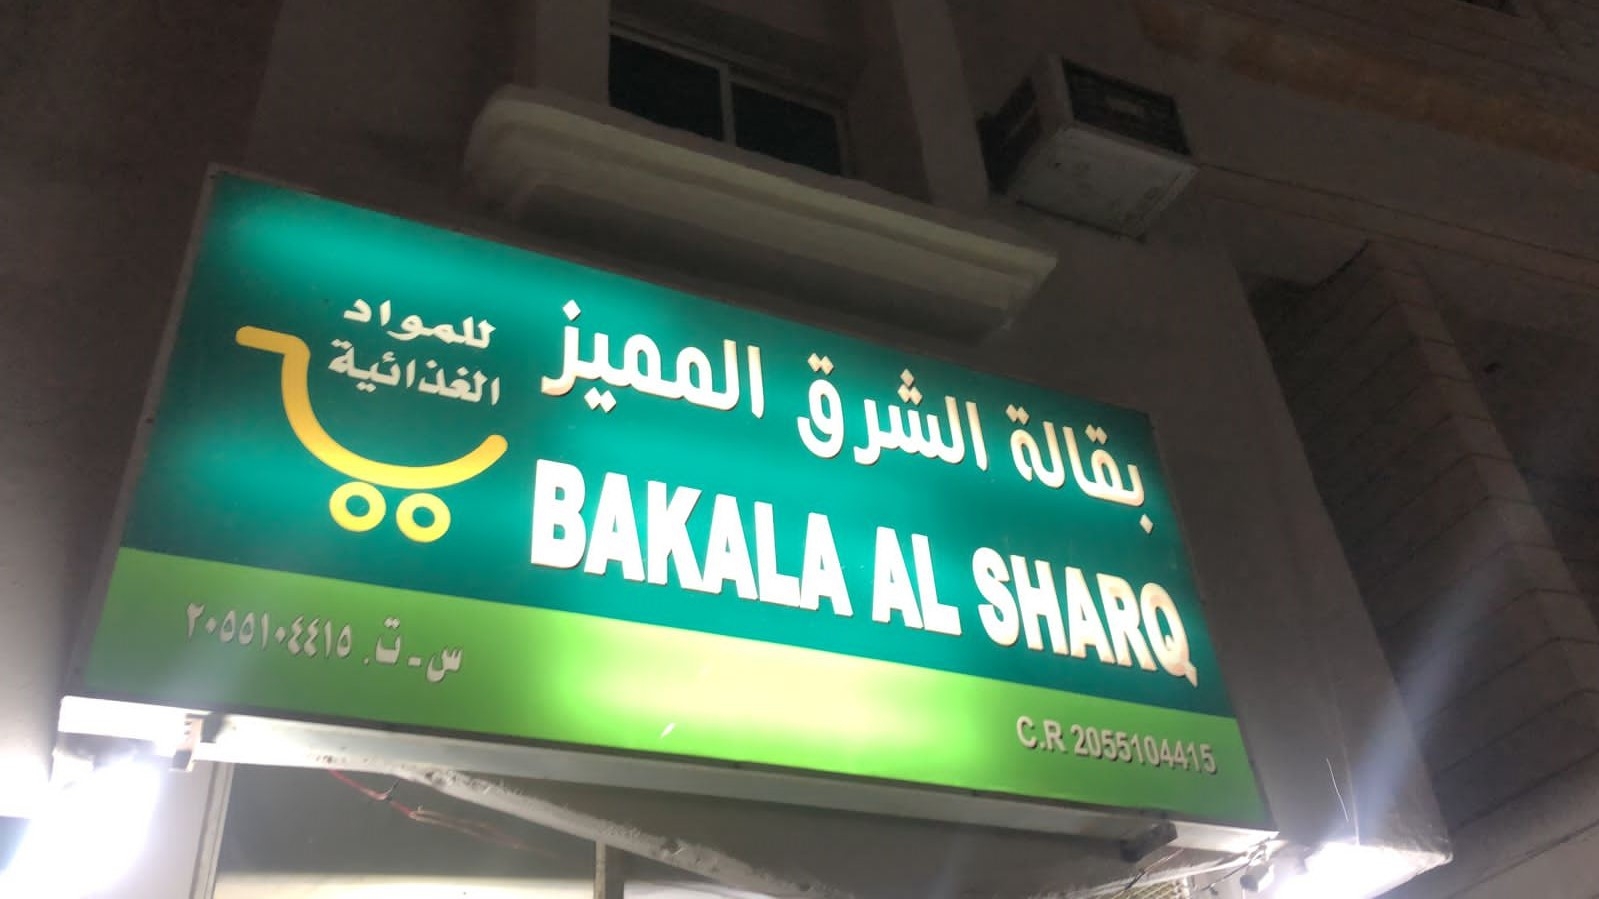 بقالة الشرق المميز
للمواد
الغذائية
BAKALA AL SHARQ
س-ت. ٢٠٥٥١٠٤٤١٥
C.R 2055104415